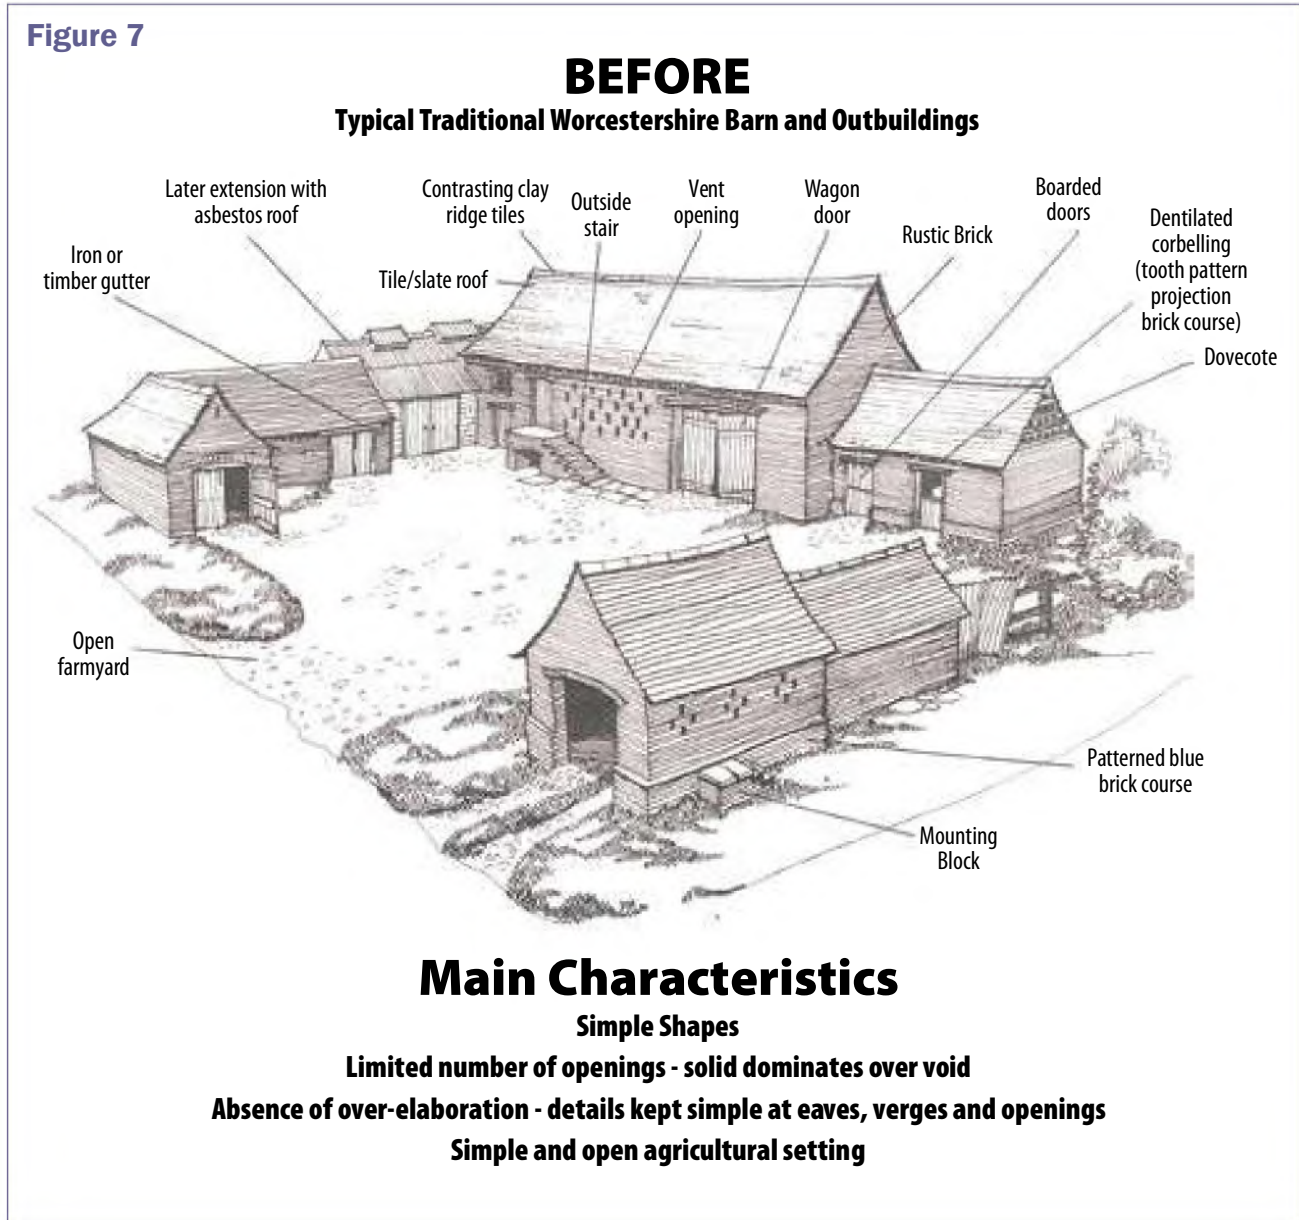 Figure 7
BEFORE
Typical Traditional Worcestershire Barn and Outbuildings
Later extension with
asbestos roof
Contrasting clay
ridge tiles
Outside
stair
Vent
opening
Wagon
door
Boarded
doors
Dentilated
corbelling
(tooth pattern
projection
brick course)
Rustic Brick
Iron or
timber gutter
Tile/slate roof
Dovecote
Open
farmyard
Patterned blue
brick course
Mounting
Block
Main Characteristics
Simple Shapes
Limited number of openings - solid dominates over void
Absence of over-elaboration - details kept simple at eaves, verges and openings
Simple and open agricultural setting